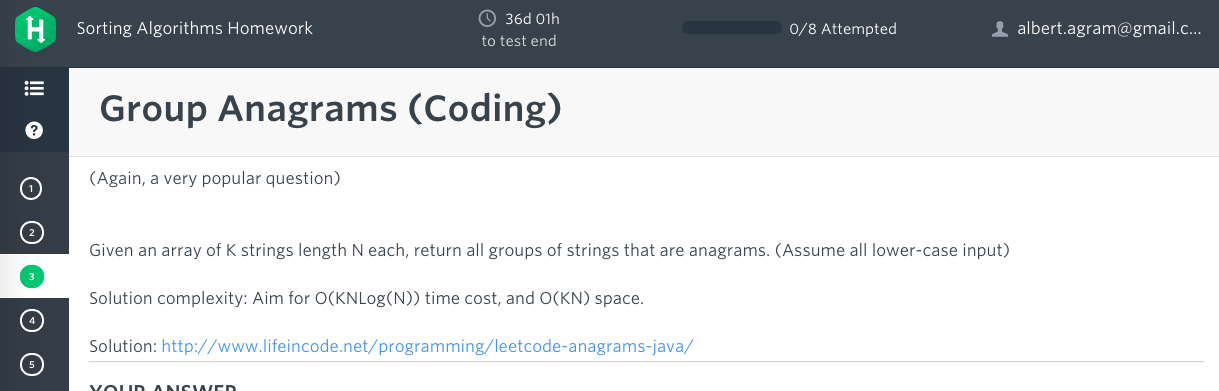 H
Sorting Algorithms Homework
36d 01h
to test end
0/8 Attempted
albert.agram@gmail.c...
Group Anagrams (Coding)
?
1
2
3
4
5
(Again, a very popular question)
Given an array of K strings length N each, return all groups of strings that are anagrams. (Assume all lower-case input)
Solution complexity: Aim for O(KNLog(N)) time cost, and O(KN) space.
Solution: http://www.lifeincode.net/programming/leetcode-anagrams-java/
YOUR ANSWER